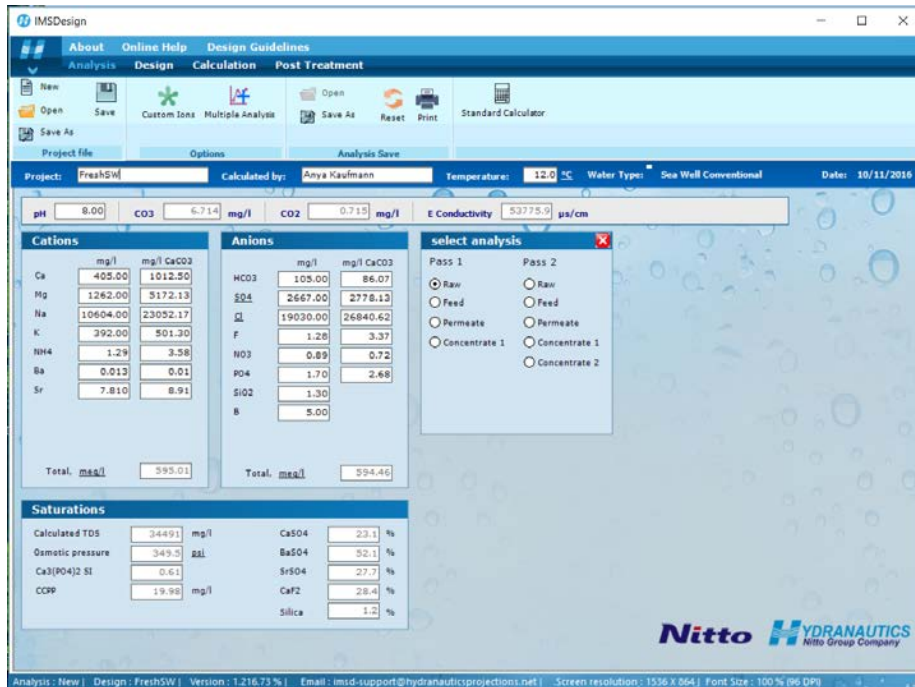 IMSDesign
About Online Help Design Guidelines
Analysis Design Calculation Post Treatment
New
Open
Save As
Save
Project file
Custom Ions Multiple Analysis
Options
Open
Save As
Reset Print
Analysis Save
Standard Calculator
Project: FreshSW Calculated by: Anya Kaufmann Temperature: 12.0 °C Water Type: Sea Well Conventional Date: 10/11/2016
pH 8.00 CO3 6.714 mg/l CO2 0.715 mg/l E Conductivity 53775.9 µs/cm
Cations
mg/l mg/l CaCO3
Ca 405.00 1012.50
Mg 1262.00 5172.13
Na 10604.00 23052.17
K 392.00 501.30
NH4 1.29 3.58
Ba 0.013 0.01
Sr 7.810 8.91
Total, meq/l 595.01
Anions
mg/l mg/l CaCO3
HCO3 105.00 86.07
SO4 2667.00 2778.13
Cl 19030.00 26840.62
F 1.28 3.37
NO3 0.89 0.72
PO4 1.70 2.68
SiO2 1.30
B 5.00
Total, meq/l 594.46
select analysis
Pass 1 Pass 2
Raw Raw
Feed Feed
Permeate Permeate
Concentrate 1 Concentrate 1
Concentrate 2
Saturations
Calculated TDS 34491 mg/l CaSO4 23.1 %
Osmotic pressure 349.5 psi BaSO4 52.1 %
Ca3(PO4)2 SI 0.61 SrSO4 27.7 %
CCPP 19.98 mg/l CaF2 28.4 %
Silica 1.2 %
Nitto HYDRANAUTICS
Nitto Group Company
Analysis : New | Design : FreshSW | Version : 1.216.73 % | Email : imsd-support@hydranauticsprojections.net | .Screen resolution : 1536 X 864 | Font Size : 100 % (96 DPI)